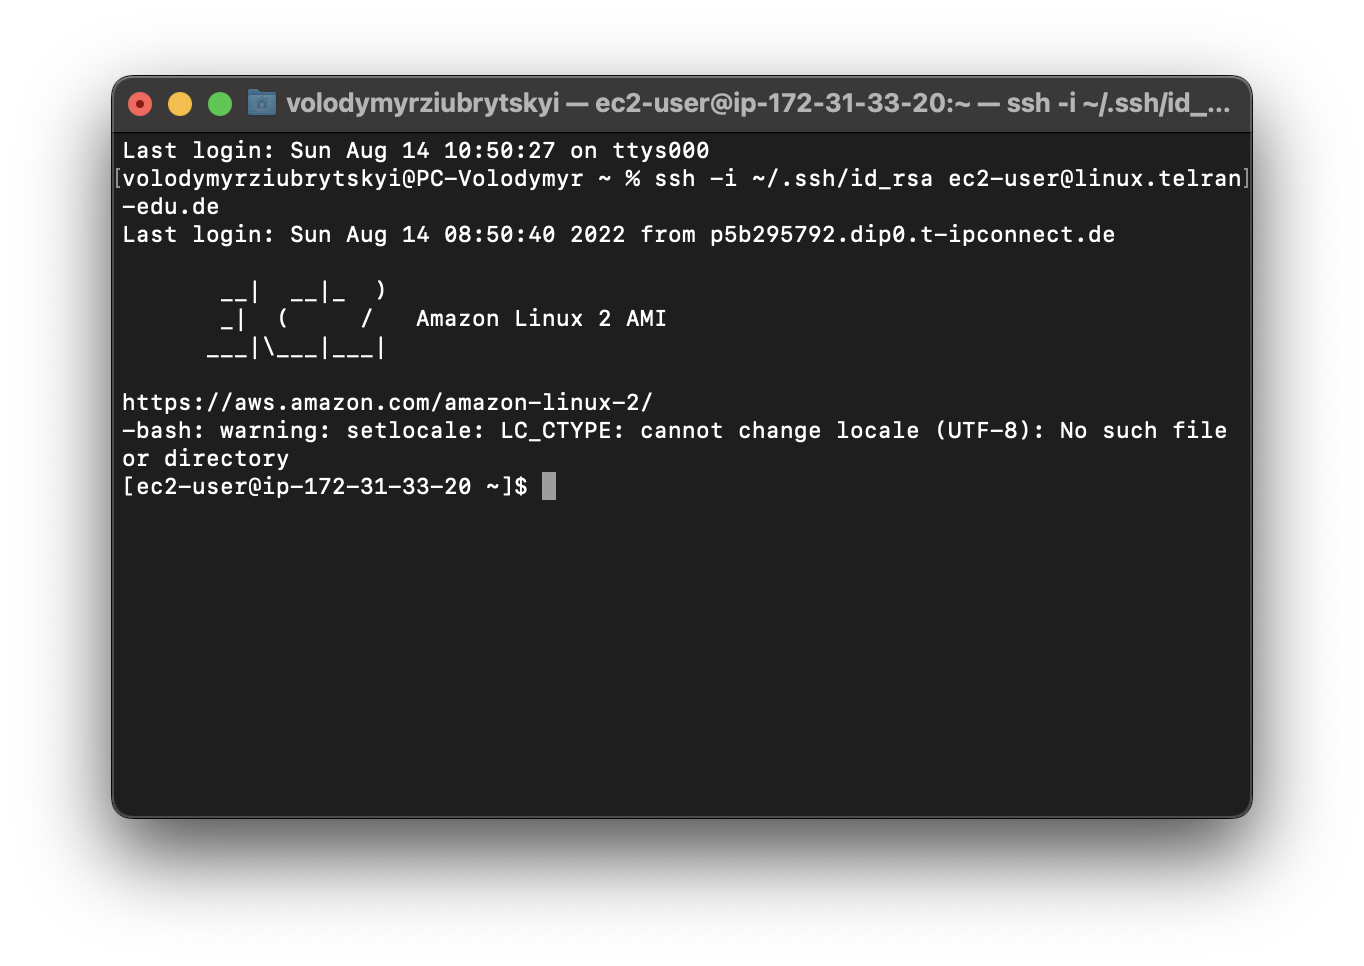 volodymyrziubrytskyi — ec2-user@ip-172-31-33-20:~ — ssh -i ~/.ssh/id_...
Last login: Sun Aug 14 10:50:27 on ttys000
[volodymyrziubrytskyi@PC-Volodymyr ~ % ssh -i ~/.ssh/id_rsa ec2-user@linux.telran]
-edu.de
Last login: Sun Aug 14 08:50:40 2022 from p5b295792.dip0.t-ipconnect.de
       __|  __|_  )
       _|  (     /   Amazon Linux 2 AMI
      ___|\___|___|
https://aws.amazon.com/amazon-linux-2/
-bash: warning: setlocale: LC_CTYPE: cannot change locale (UTF-8): No such file
or directory
[ec2-user@ip-172-31-33-20 ~]$